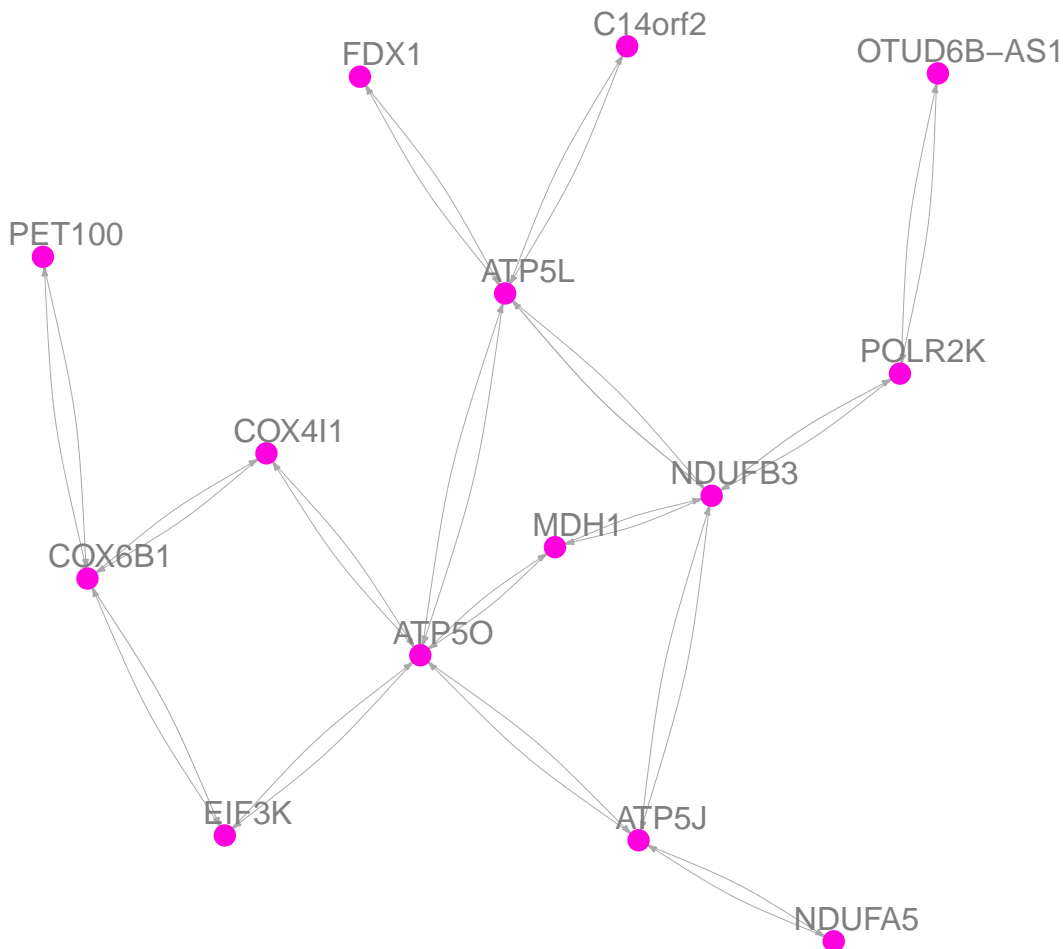 C14orf2
FDX1
OTUD6B−AS1
PET100
ATP5L
POLR2K
COX4I1
NDUFB3
MDH1
COX6B1
ATP5O
EIF3K
ATP5J
NDUFA5